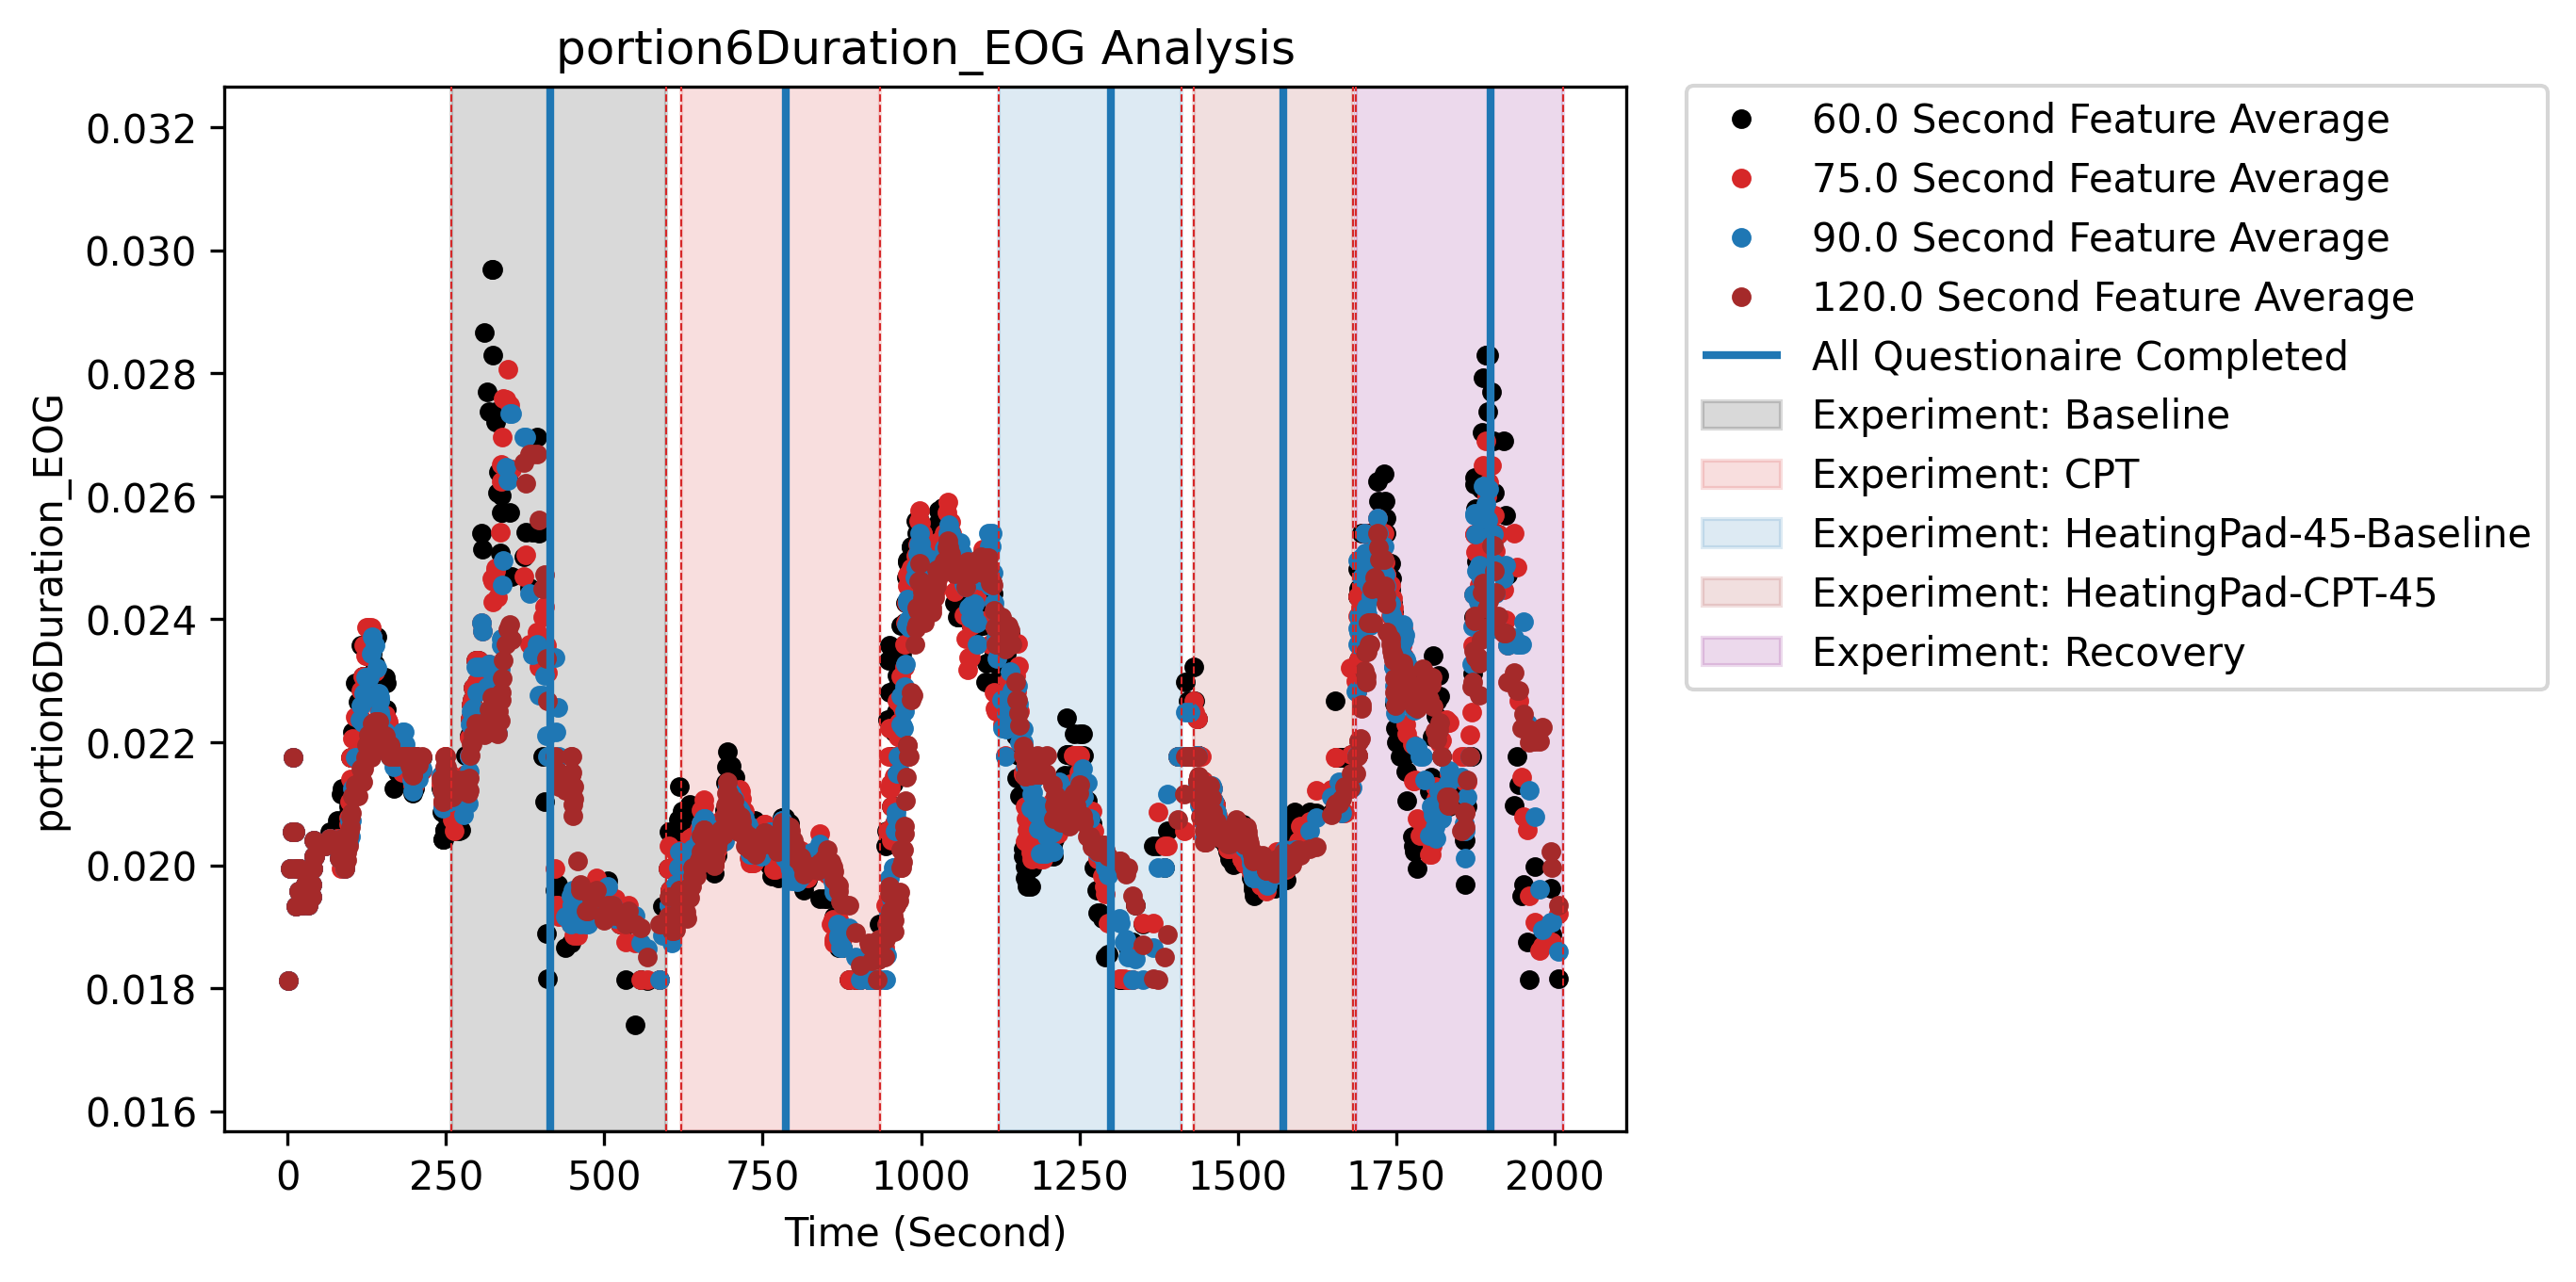 portion6Duration_EOG Analysis
portion6Duration_EOG
0.032
0.030
0.028
0.026
0.024
0.022
0.020
0.018
0.016
0
250
500
750
1000
1250
1500
1750
2000
Time (Second)
60.0 Second Feature Average
75.0 Second Feature Average
90.0 Second Feature Average
120.0 Second Feature Average
All Questionaire Completed
Experiment: Baseline
Experiment: CPT
Experiment: HeatingPad-45-Baseline
Experiment: HeatingPad-CPT-45
Experiment: Recovery